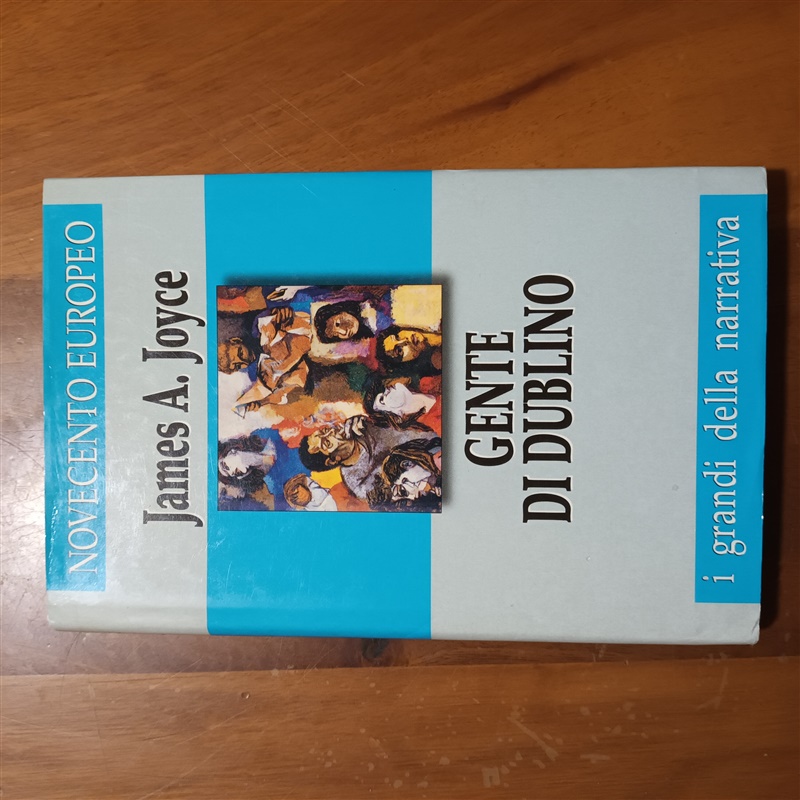 NOVECENTO EUROPEO
James A. Joyce
GENTE
DI DUBLINO
i grandi della narrativa